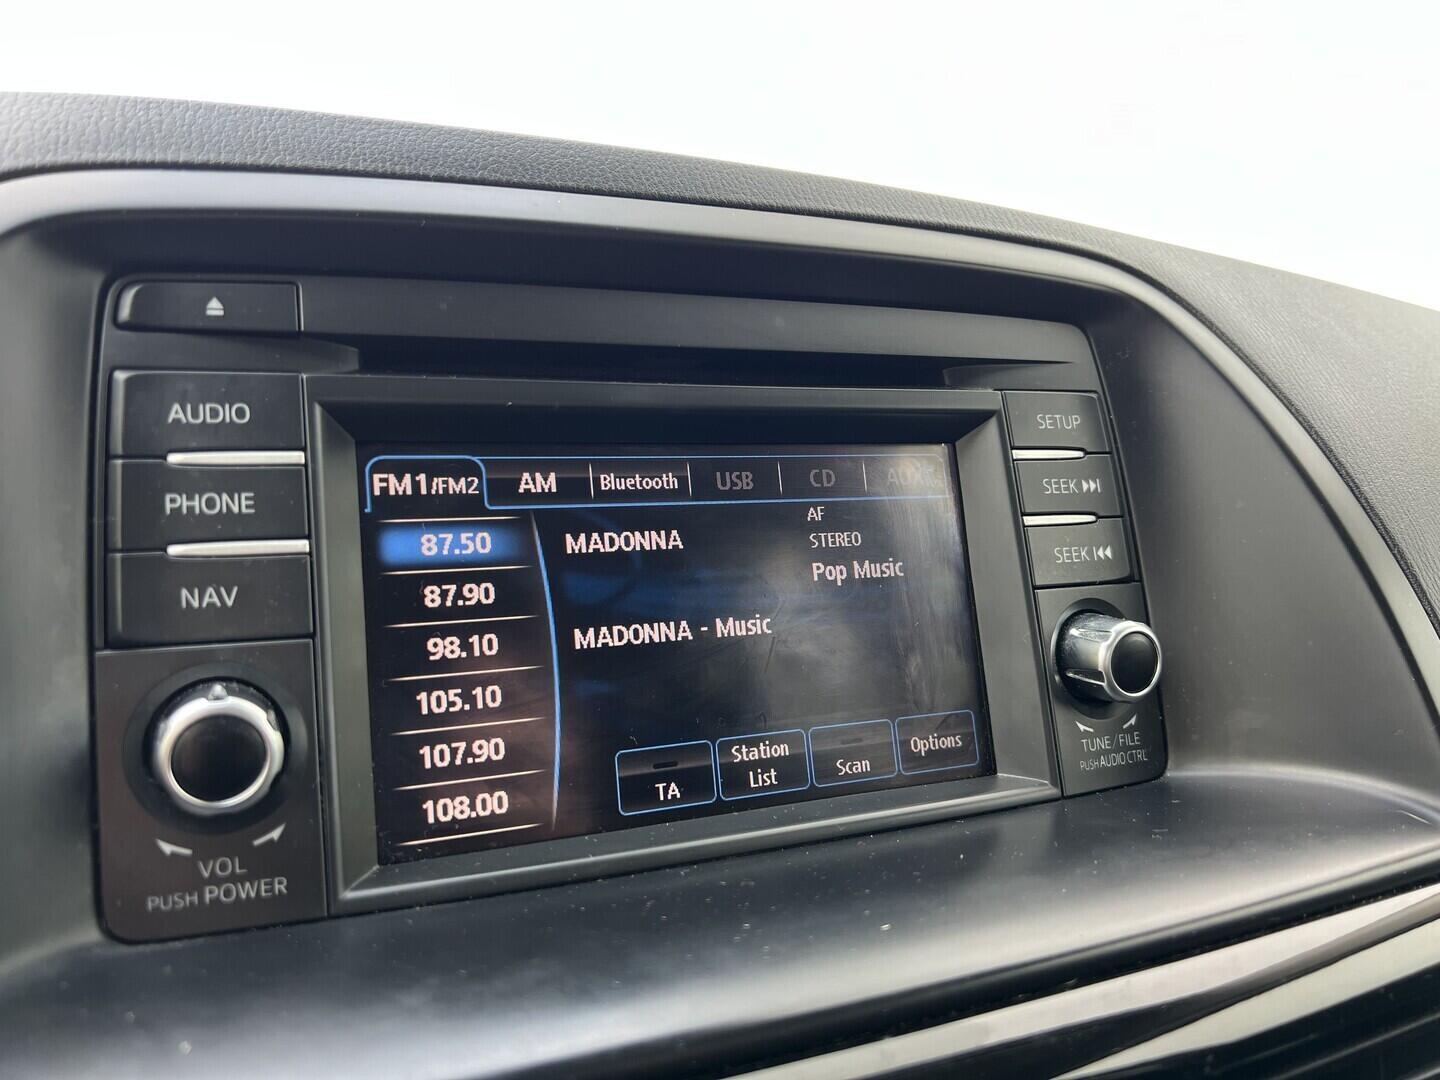 AUDIO
PHONE
NAV
VOL
PUSH POWER
FM1/FM2 AM Bluetooth USB CD AUX
87.50
87.90
98.10
105.10
107.90
108.00
MADONNA
AF
STEREO
Pop Music
MADONNA - Music
TA
Station
List
Scan
Options
SETUP
SEEK
SEEK
TUNE/FILE
PUSH AUDIO CTRL